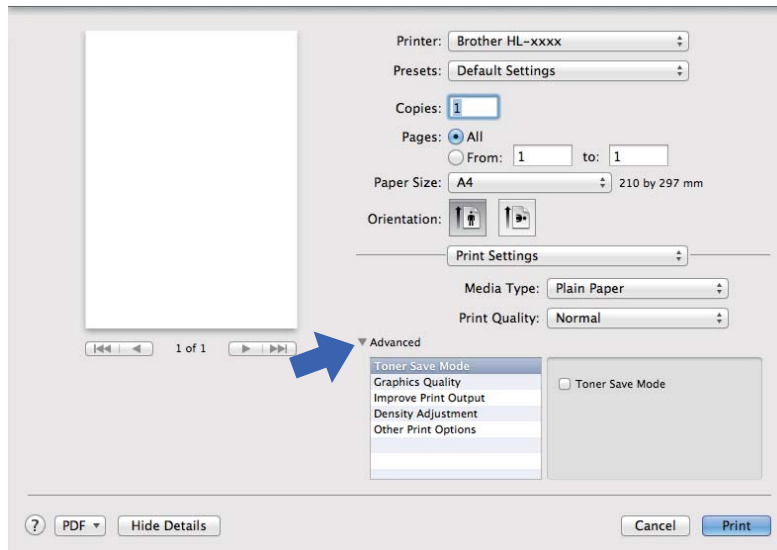 Printer: Brother HL-xxxx
Presets: Default Settings
Copies: 1
Pages: All
From: 1 to: 1
Paper Size: A4 210 by 297 mm
Orientation:
Print Settings
Media Type: Plain Paper
Print Quality: Normal
1 of 1
Advanced
Toner Save Mode
Graphics Quality
Improve Print Output
Density Adjustment
Other Print Options
Toner Save Mode
? PDF Hide Details Cancel Print